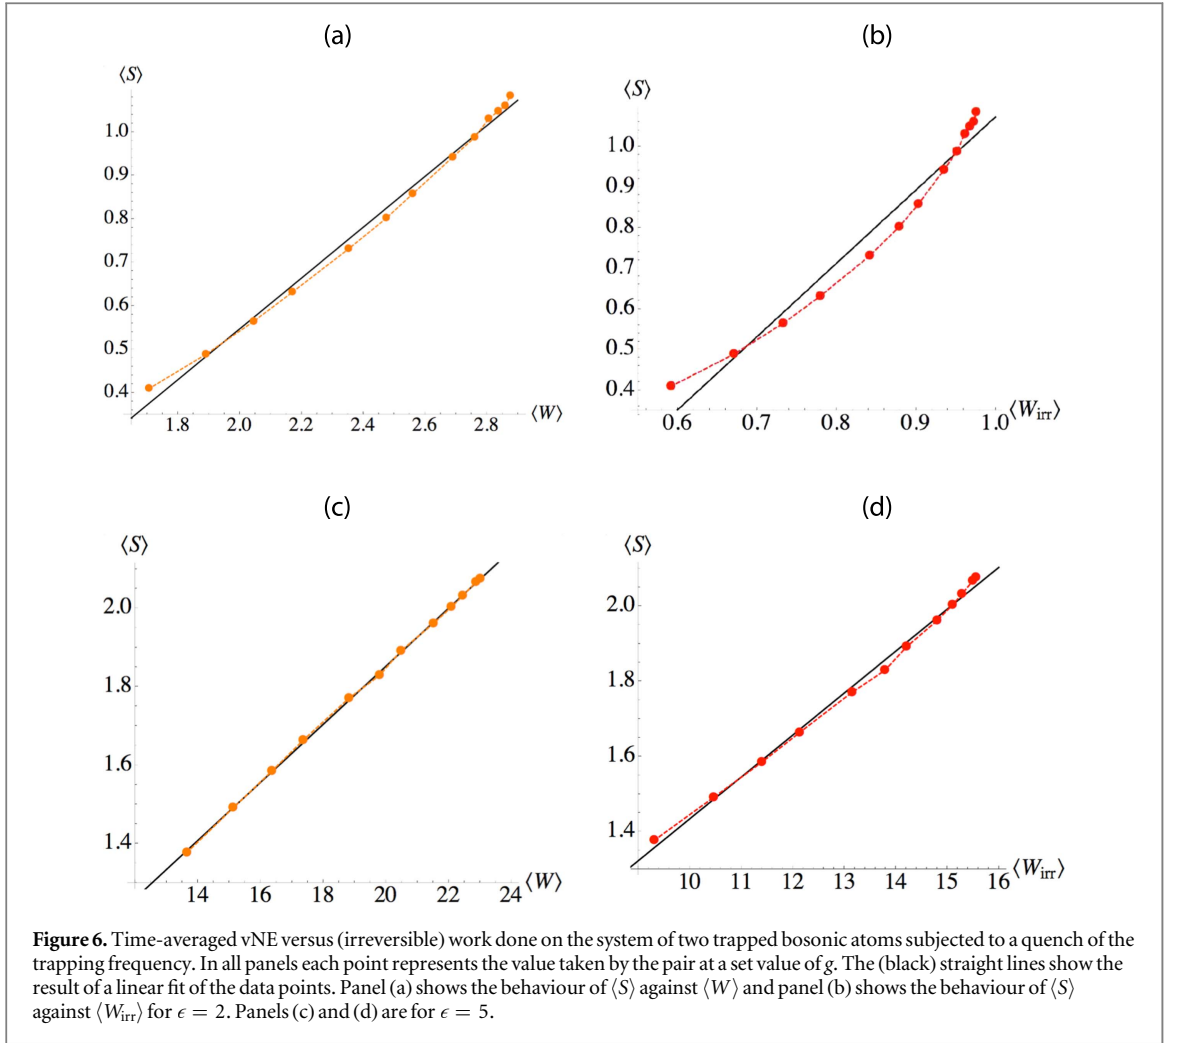 (a)
(b)
⟨S⟩
1.0
0.9
0.8
0.7
0.6
0.5
0.4
1.8 2.0 2.2 2.4 2.6 2.8 ⟨W⟩
⟨S⟩
1.0
0.9
0.8
0.7
0.6
0.5
0.4
0.6 0.7 0.8 0.9 1.0 ⟨Wirr⟩
(c)
(d)
⟨S⟩
2.0
1.8
1.6
1.4
14 16 18 20 22 24 ⟨W⟩
⟨S⟩
2.0
1.8
1.6
1.4
10 11 12 13 14 15 16 ⟨Wirr⟩
Figure 6. Time-averaged vNE versus (irreversible) work done on the system of two trapped bosonic atoms subjected to a quench of the
trapping frequency. In all panels each point represents the value taken by the pair at a set value of g. The (black) straight lines show the
result of a linear fit of the data points. Panel (a) shows the behaviour of ⟨S⟩ against ⟨W⟩ and panel (b) shows the behaviour of ⟨S⟩
against ⟨Wirr⟩ for ϵ = 2. Panels (c) and (d) are for ϵ = 5.